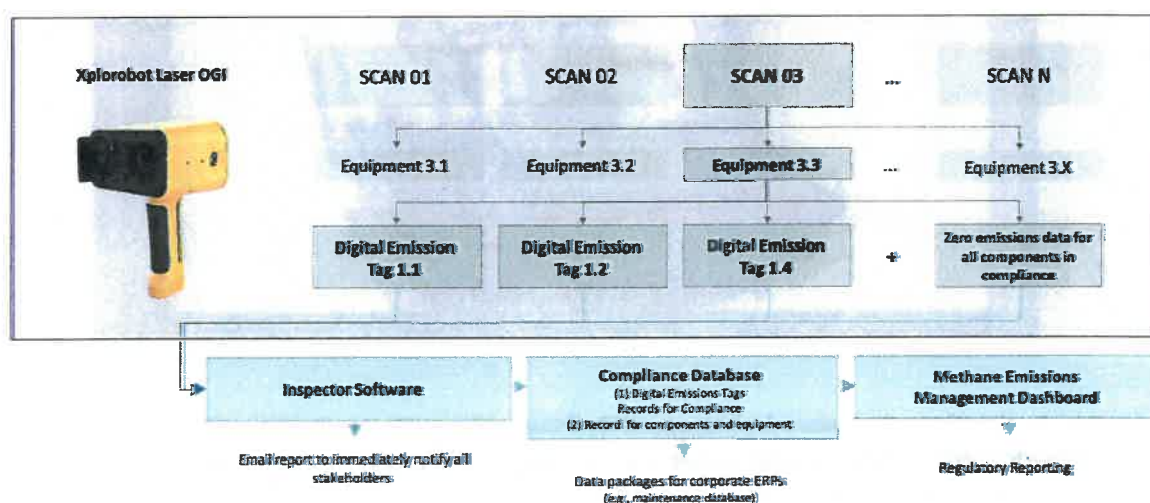 Xplorobot Laser OGI
SCAN 01
SCAN 02
SCAN 03
...
SCAN N
Equipment 3.1
Equipment 3.2
Equipment 3.3
...
Equipment 3.X
Digital Emission
Tag 1.1
Digital Emission
Tag 1.2
Digital Emission
Tag 1.4
+
Zero emissions data for
all components in
compliance
Inspector Software
Compliance Database
(1) Digital Emissions Tags
Records for Compliance
(2) Record for components and equipment
Methane Emissions
Management Dashboard
Email report to immediately notify all
stakeholders
Data packages for corporate ERPs
(e.g., maintenance database)
Regulatory Reporting